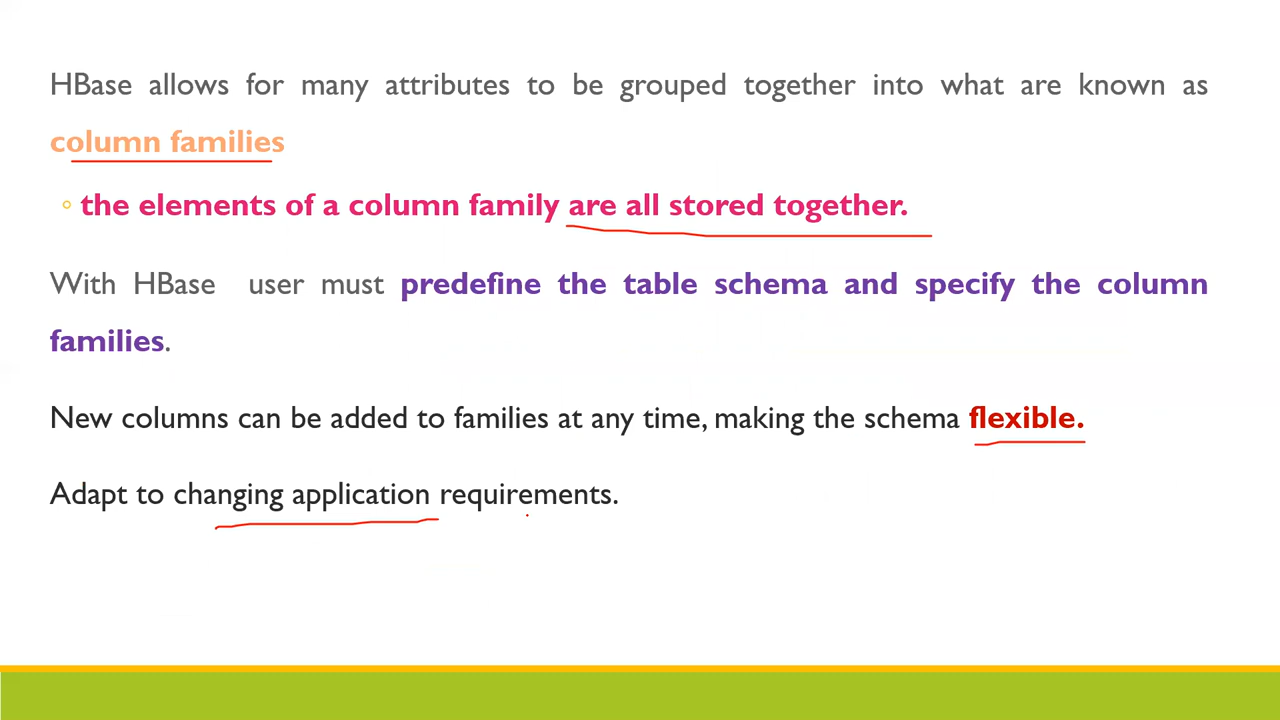 HBase allows for many attributes to be grouped together into what are known as
column families
◦ the elements of a column family are all stored together.
With HBase user must predefine the table schema and specify the column
families.
New columns can be added to families at any time, making the schema flexible.
Adapt to changing application requirements.